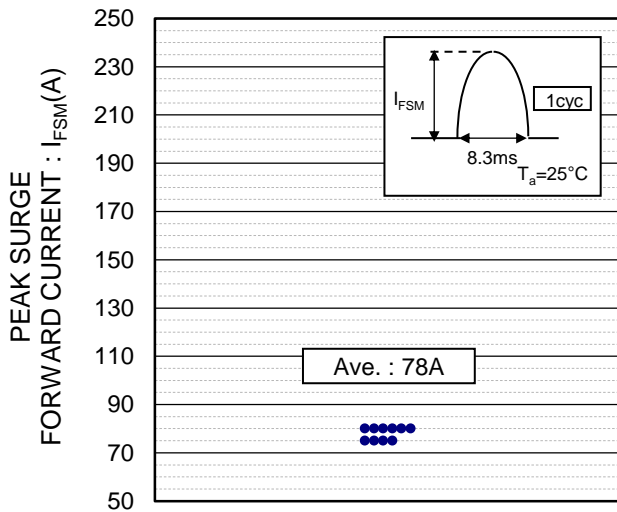 PEAK SURGE
FORWARD CURRENT : IFSM(A)
250
230
210
190
170
150
130
110
90
70
50
IFSM
1cyc
8.3ms
Ta=25°C
Ave. : 78A